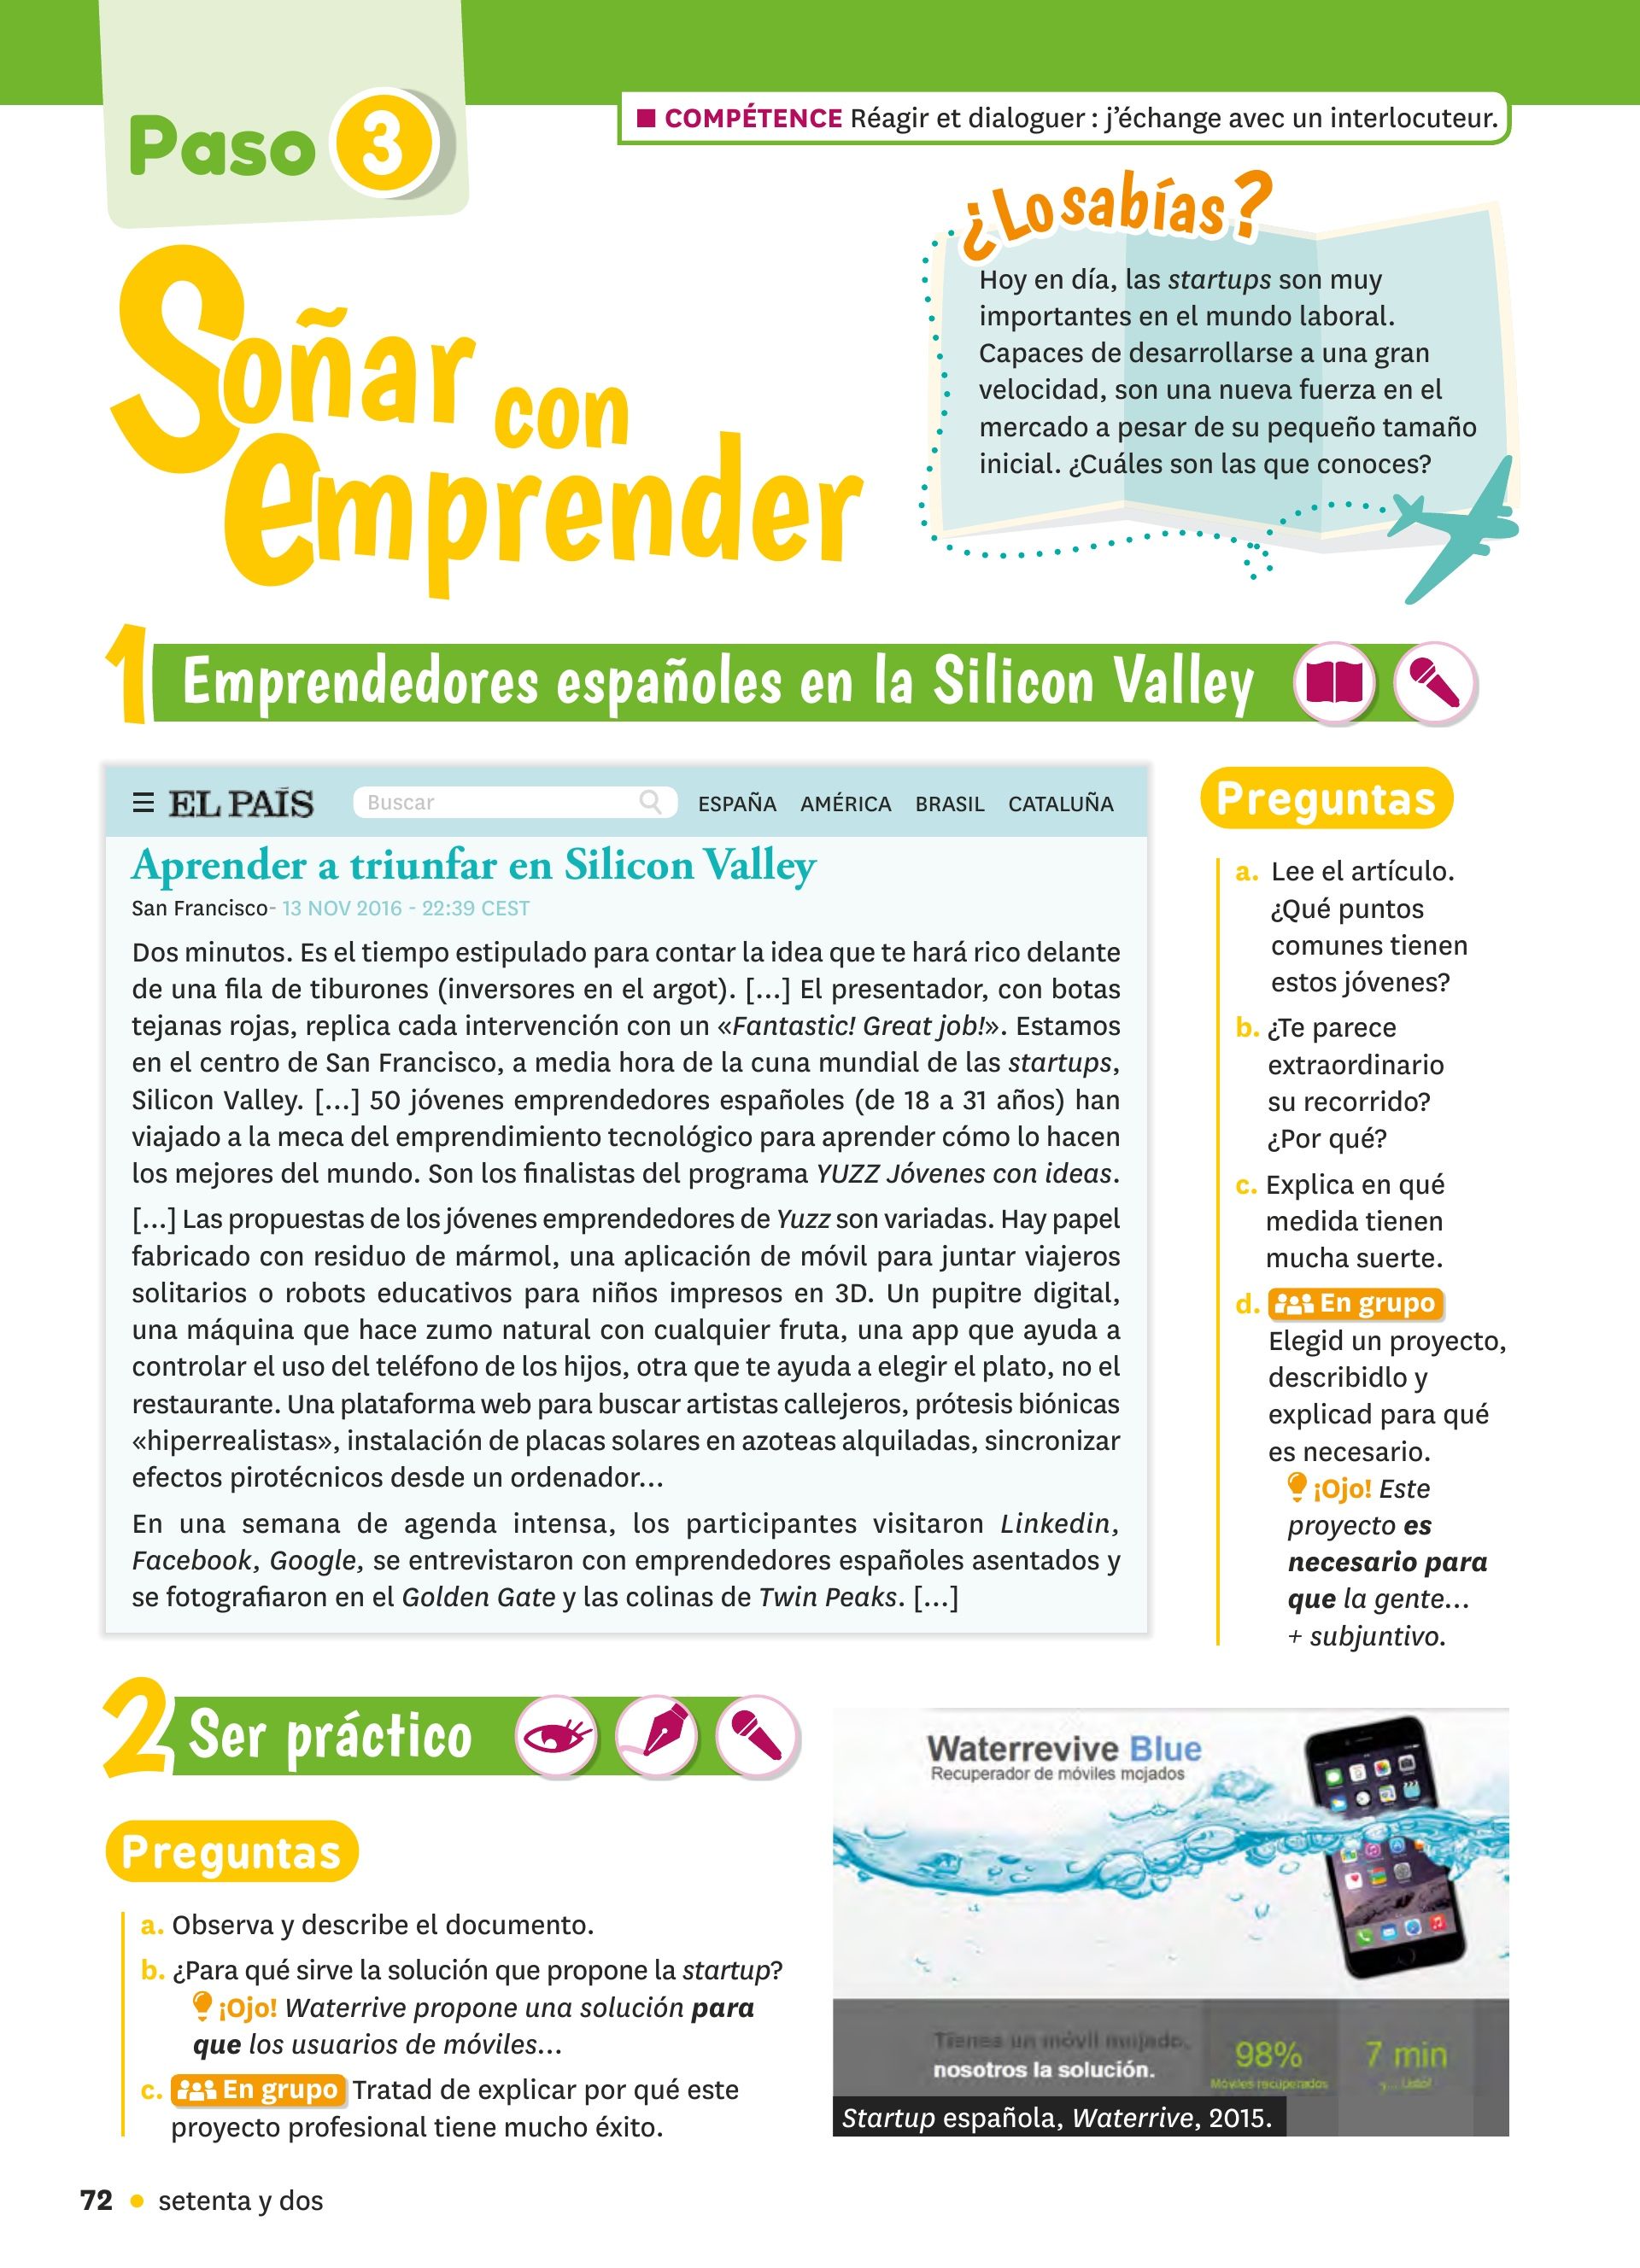 Paso 3
■ COMPÉTENCE Réagir et dialoguer : j'échange avec un interlocuteur.
Soñar con
emprender
¿Lo sabías?
Hoy en día, las startups son muy
importantes en el mundo laboral.
Capaces de desarrollarse a una gran
velocidad, son una nueva fuerza en el
mercado a pesar de su pequeño tamaño
inicial. ¿Cuáles son las que conoces?
1 Emprendedores españoles en la Silicon Valley
EL PAÍS Buscar ESPAÑA AMÉRICA BRASIL CATALUÑA
Aprender a triunfar en Silicon Valley
San Francisco- 13 NOV 2016 - 22:39 CEST
Dos minutos. Es el tiempo estipulado para contar la idea que te hará rico delante
de una fila de tiburones (inversores en el argot). [...] El presentador, con botas
tejanas rojas, replica cada intervención con un «Fantastic! Great job!». Estamos
en el centro de San Francisco, a media hora de la cuna mundial de las startups,
Silicon Valley. [...] 50 jóvenes emprendedores españoles (de 18 a 31 años) han
viajado a la meca del emprendimiento tecnológico para aprender cómo lo hacen
los mejores del mundo. Son los finalistas del programa YUZZ Jóvenes con ideas.
[...] Las propuestas de los jóvenes emprendedores de Yuzz son variadas. Hay papel
fabricado con residuo de mármol, una aplicación de móvil para juntar viajeros
solitarios o robots educativos para niños impresos en 3D. Un pupitre digital,
una máquina que hace zumo natural con cualquier fruta, una app que ayuda a
controlar el uso del teléfono de los hijos, otra que te ayuda a elegir el plato, no el
restaurante. Una plataforma web para buscar artistas callejeros, prótesis biónicas
«hiperrealistas», instalación de placas solares en azoteas alquiladas, sincronizar
efectos pirotécnicos desde un ordenador...
En una semana de agenda intensa, los participantes visitaron Linkedin,
Facebook, Google, se entrevistaron con emprendedores españoles asentados y
se fotografiaron en el Golden Gate y las colinas de Twin Peaks. [...]
Preguntas
a. Lee el artículo.
¿Qué puntos
comunes tienen
estos jóvenes?
b. ¿Te parece
extraordinario
su recorrido?
¿Por qué?
c. Explica en qué
medida tienen
mucha suerte.
d. En grupo
Elegid un proyecto,
describidlo y
explicad para qué
es necesario.
¡Ojo! Este
proyecto es
necesario para
que la gente...
+ subjuntivo.
2 Ser práctico
Preguntas
a. Observa y describe el documento.
b. ¿Para qué sirve la solución que propone la startup?
¡Ojo! Waterrive propone una solución para
que los usuarios de móviles...
c. En grupo Tratad de explicar por qué este
proyecto profesional tiene mucho éxito.
Waterrevive Blue
Recuperador de móviles mojados
Tienes un móvil mojado,
nosotros la solución.
98%
Móviles recuperados
7 min
y... Listo!
Startup española, Waterrive, 2015.
72 • setenta y dos